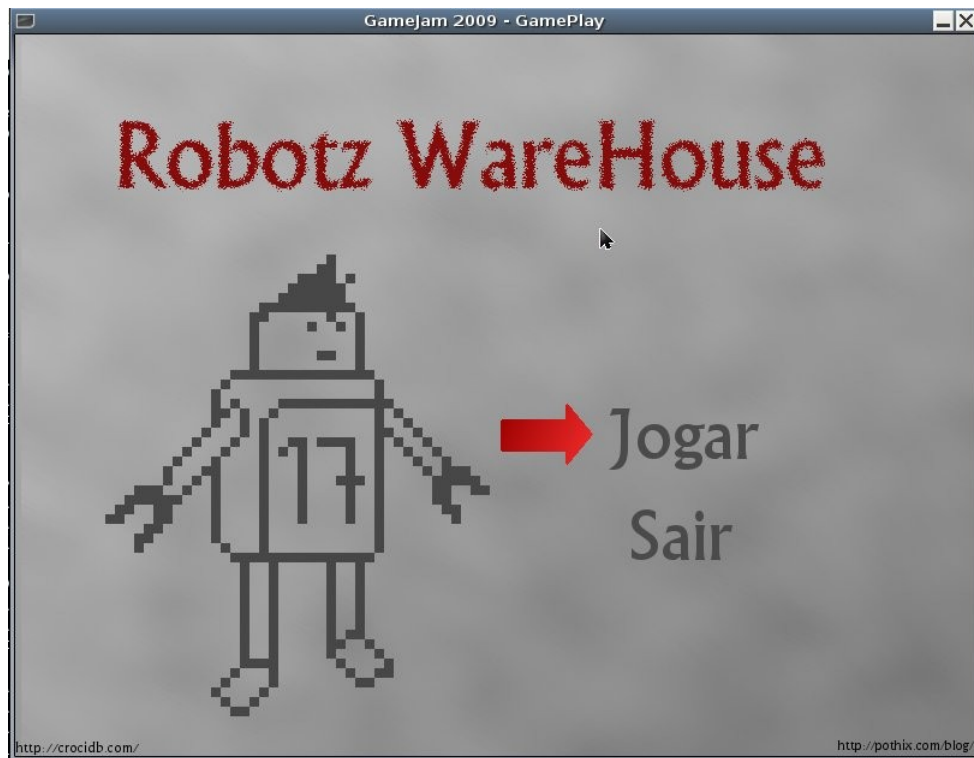 GameJam 2009 - GamePlay
Robotz WareHouse
17
Jogar
Sair
http://crocidb.com/
http://pothix.com/blog/